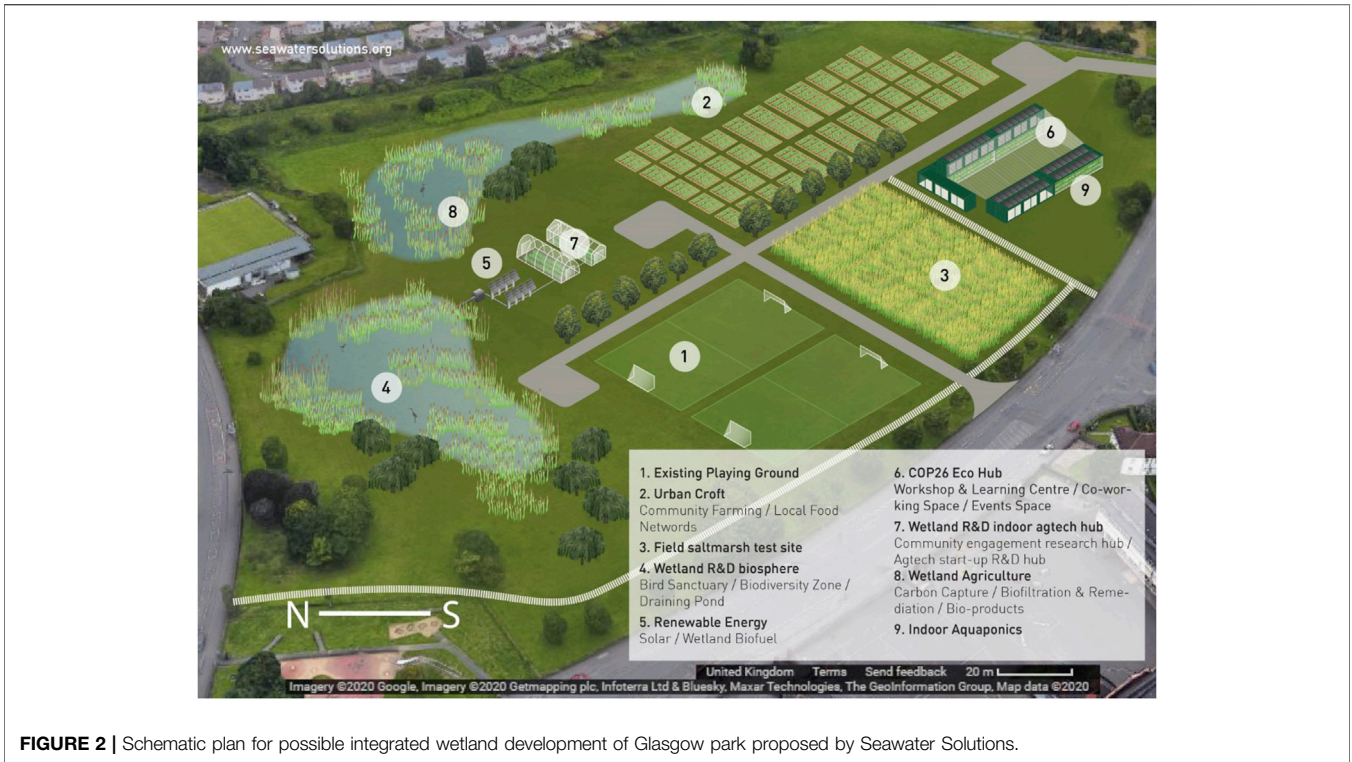 www.seawatersolutions.org
2
6
9
8
7
5
3
1
4
1. Existing Playing Ground
2. Urban Croft
Community Farming / Local Food
Networds
3. Field saltmarsh test site
4. Wetland R&D biosphere
Bird Sanctuary / Biodiversity Zone /
Draining Pond
5. Renewable Energy
Solar / Wetland Biofuel
6. COP26 Eco Hub
Workshop & Learning Centre / Co-wor-
king Space / Events Space
7. Wetland R&D indoor agtech hub
Community engagement research hub /
Agtech start-up R&D hub
8. Wetland Agriculture
Carbon Capture / Biofiltration & Reme-
diation / Bio-products
9. Indoor Aquaponics
N S
United Kingdom Terms Send feedback 20 m
Imagery ©2020 Google, Imagery ©2020 Getmapping plc, Infoterra Ltd & Bluesky, Maxar Technologies, The GeoInformation Group, Map data ©2020
FIGURE 2 | Schematic plan for possible integrated wetland development of Glasgow park proposed by Seawater Solutions.